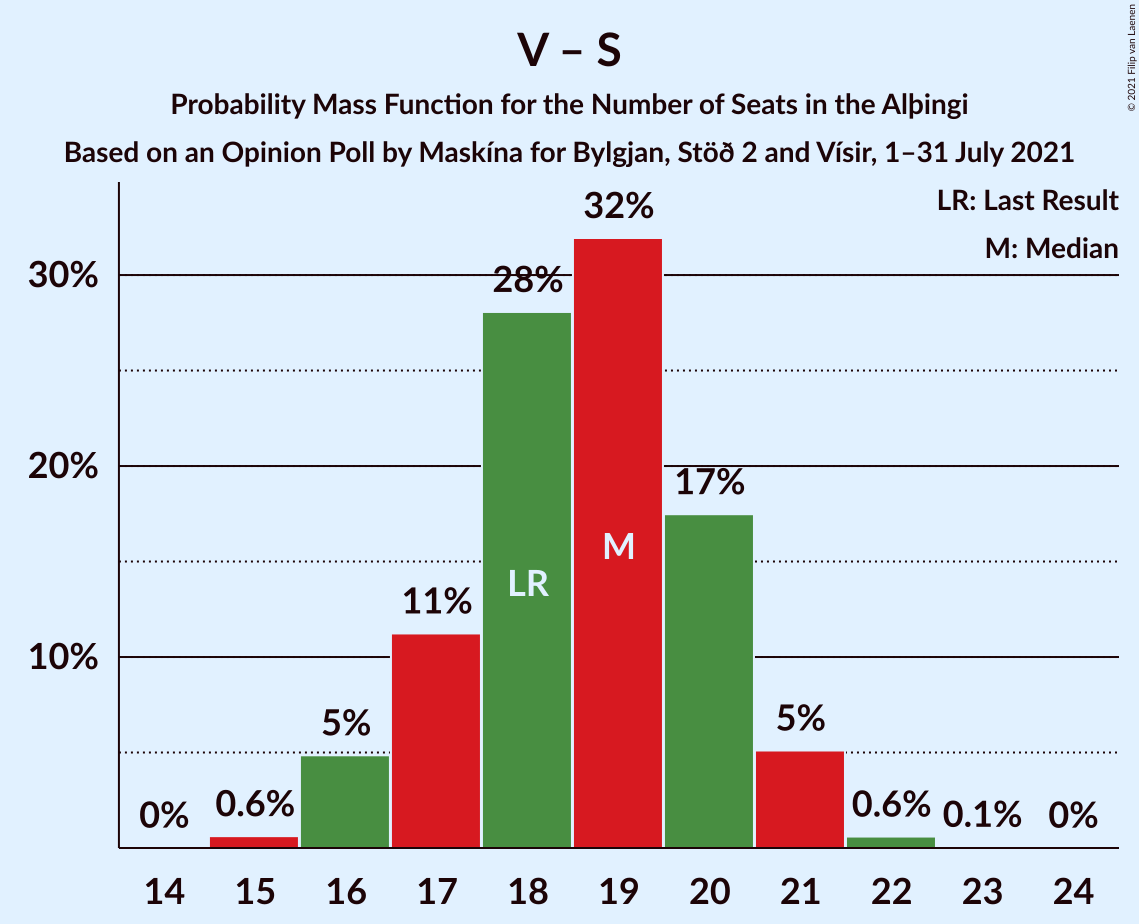 V – S
Probability Mass Function for the Number of Seats in the Alþingi
Based on an Opinion Poll by Maskína for Bylgjan, Stöð 2 and Vísir, 1–31 July 2021
© 2021 Filip van Laenen
LR: Last Result
M: Median
30%
20%
10%
0%
0.6%
5%
11%
28%
32%
17%
5%
0.6%
0.1%
0%
LR
M
14 15 16 17 18 19 20 21 22 23 24